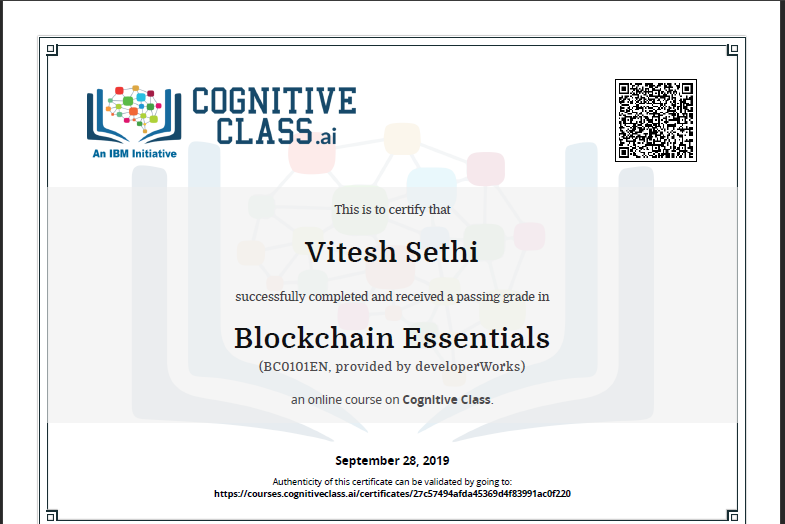 COGNITIVE
CLASS.ai
An IBM Initiative
This is to certify that
Vitesh Sethi
successfully completed and received a passing grade in
Blockchain Essentials
(BC0101EN, provided by developerWorks)
an online course on Cognitive Class.
September 28, 2019
Authenticity of this certificate can be validated by going to:
https://courses.cognitiveclass.ai/certificates/27c57494afda45369d4f83991ac0f220